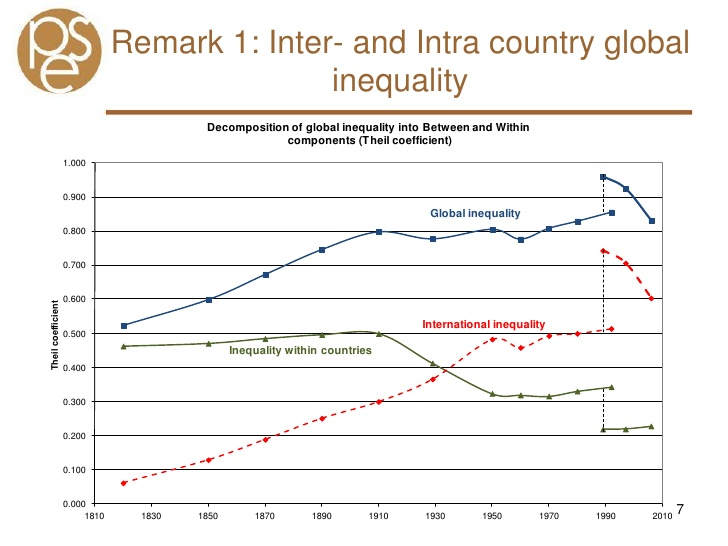 pse
Remark 1: Inter- and Intra country global
inequality
Decomposition of global inequality into Between and Within
components (Theil coefficient)
1.000
0.900
0.800
0.700
0.600
0.500
0.400
0.300
0.200
0.100
0.000
Theil coefficient
Global inequality
International inequality
Inequality within countries
1810
1830
1850
1870
1890
1910
1930
1950
1970
1990
2010
7